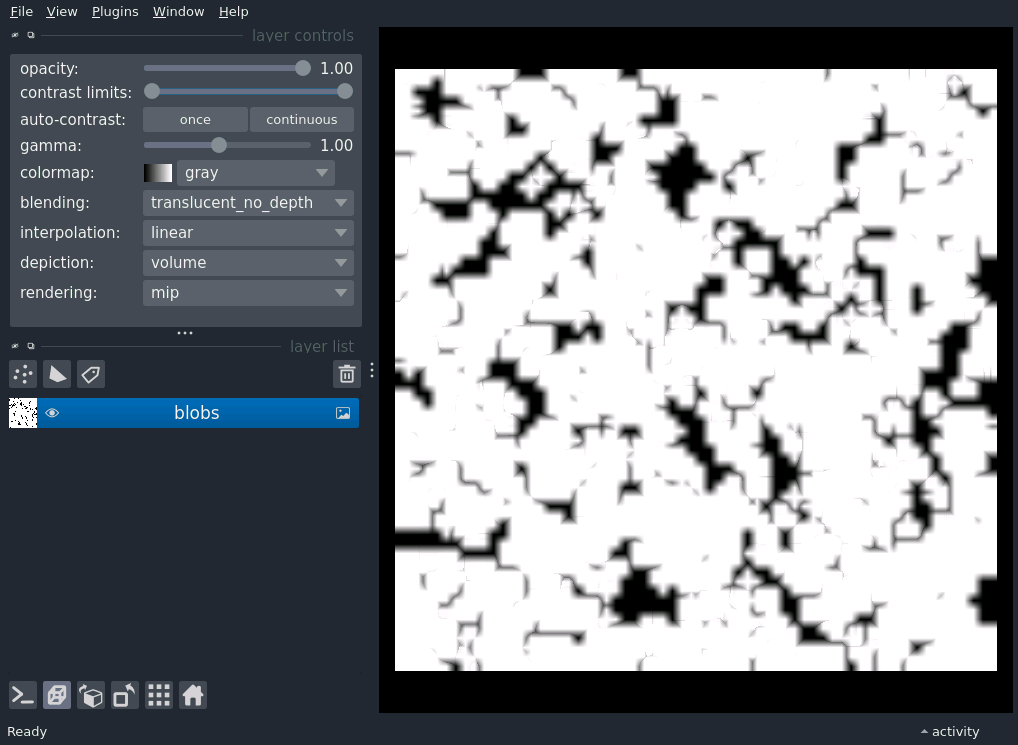 File View Plugins Window Help
layer controls
opacity: 1.00
contrast limits:
auto-contrast: once continuous
gamma: 1.00
colormap: gray
blending: translucent_no_depth
interpolation: linear
depiction: volume
rendering: mip
layer list
blobs
Ready activity